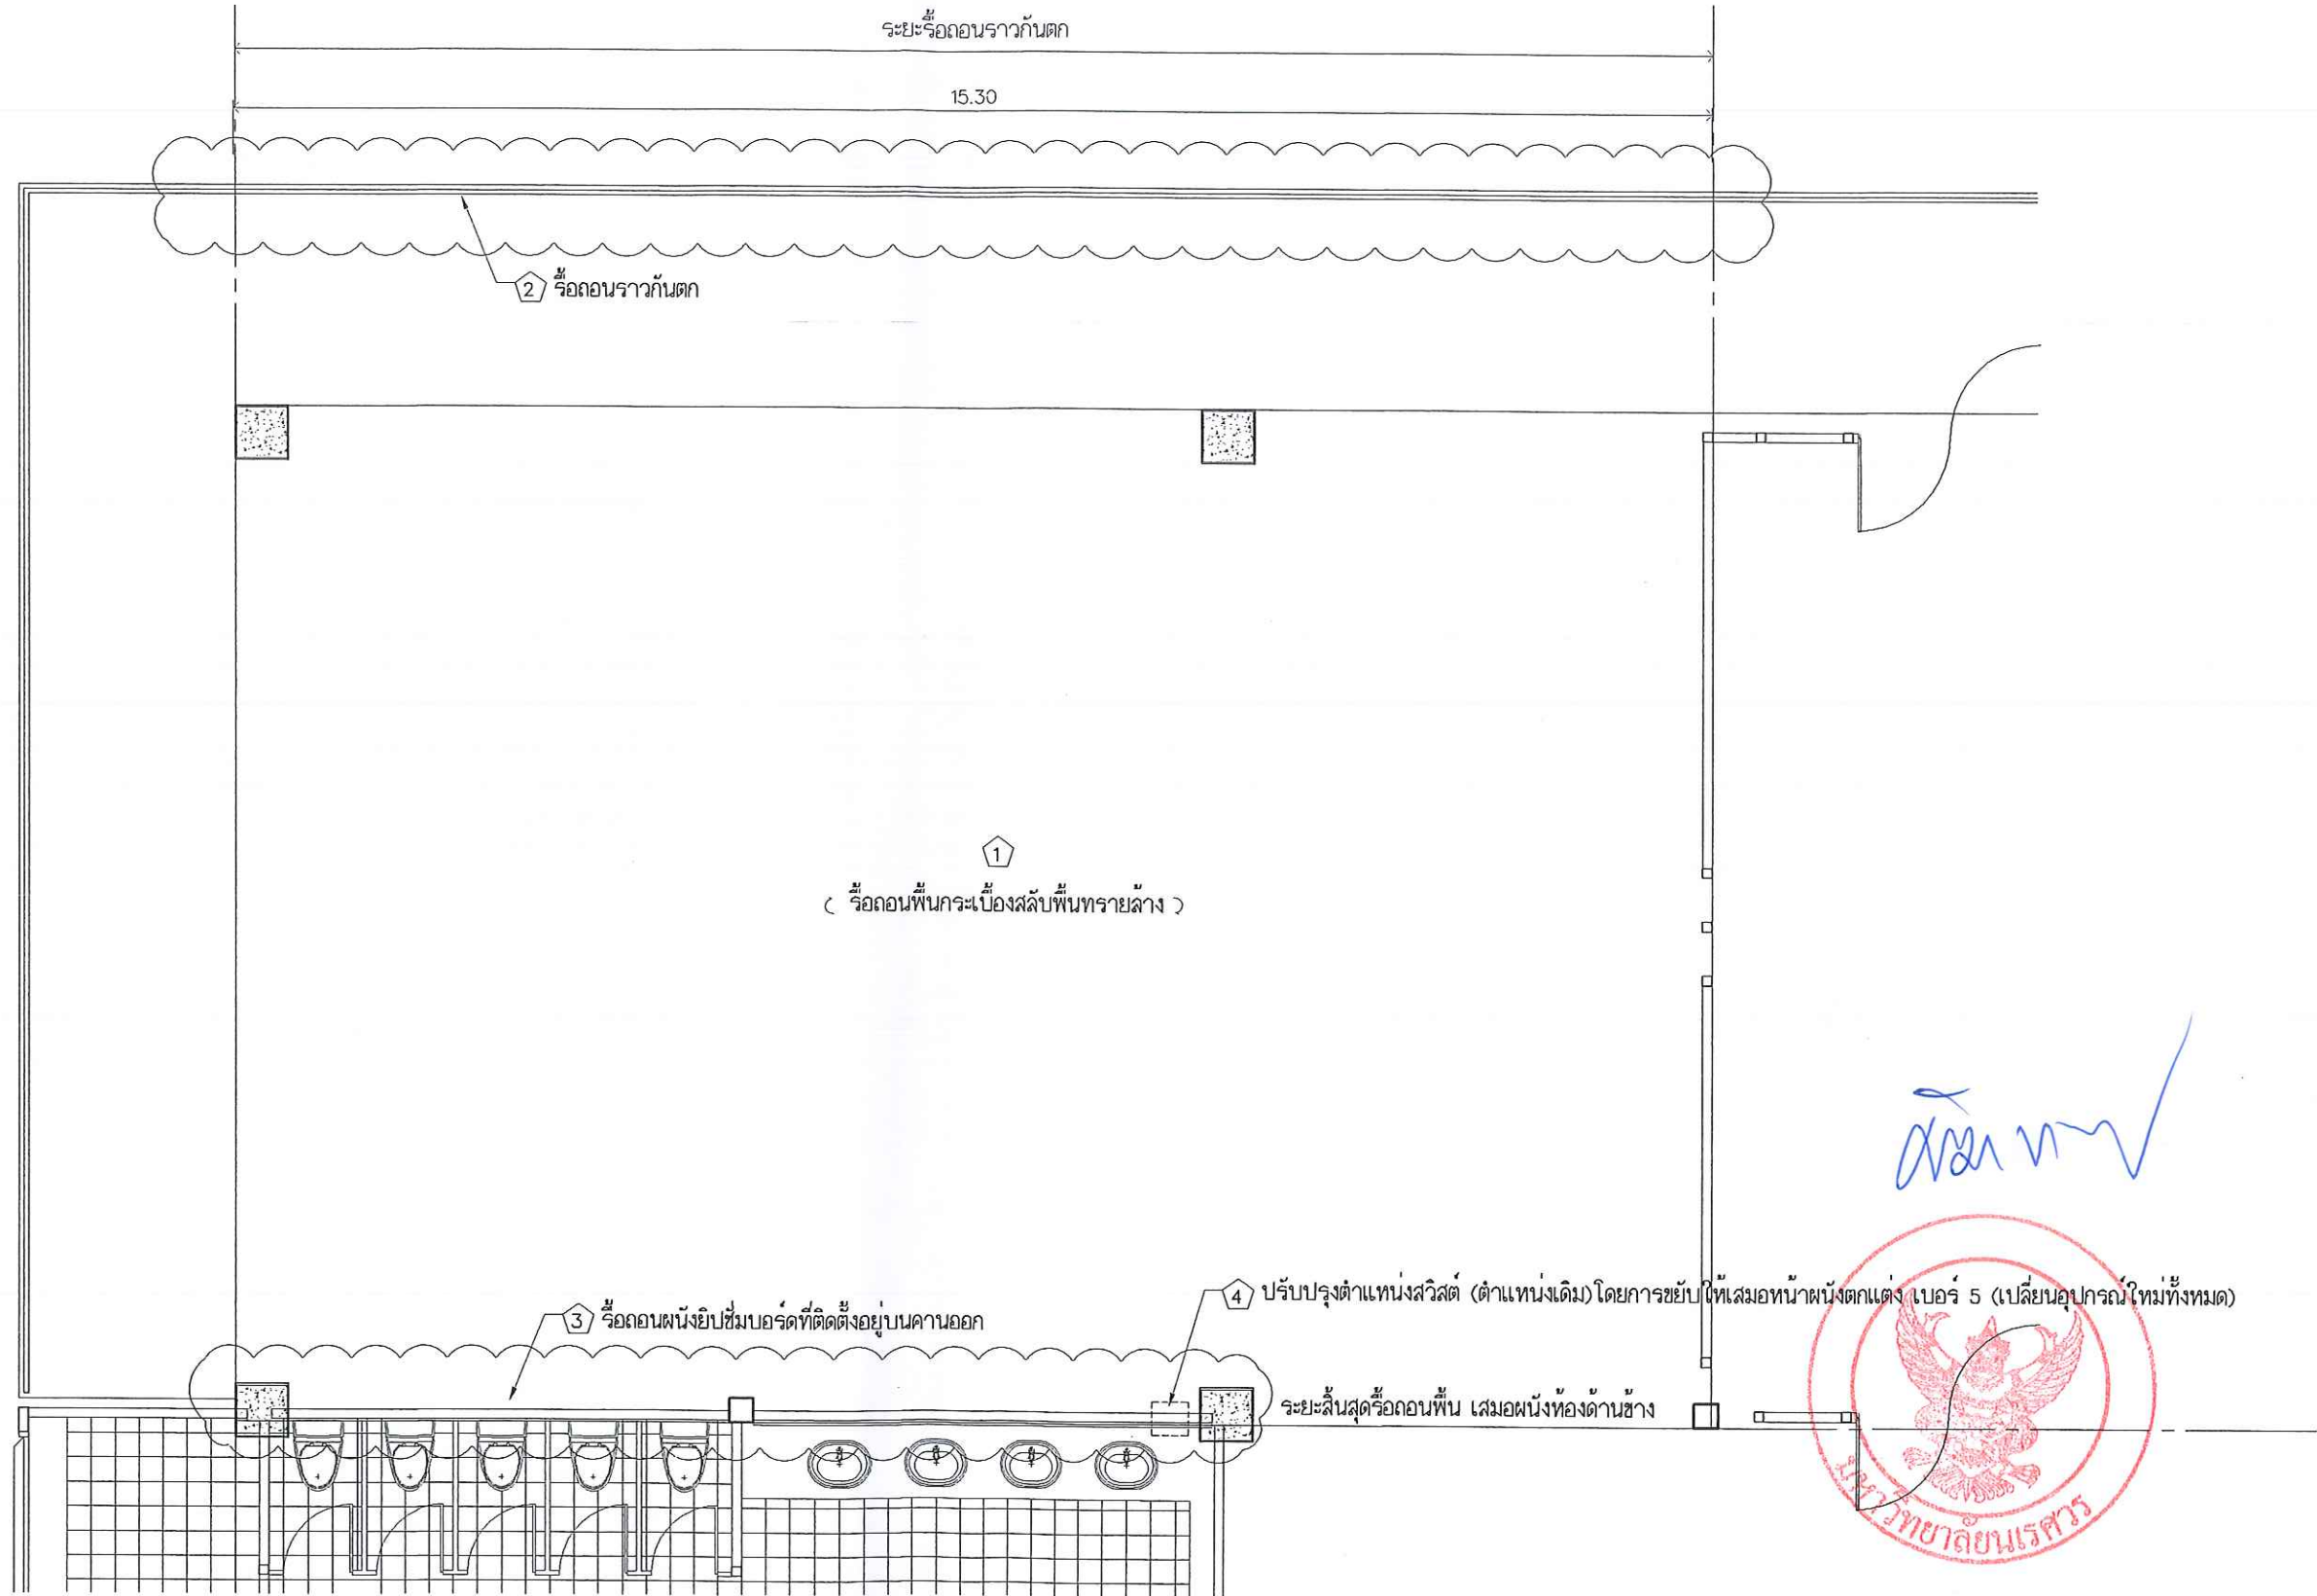 ระยะรื้อถอนราวกันตก
15.30
2 รื้อถอนราวกันตก
1
( รื้อถอนพื้นกระเบื้องสลับพื้นทรายล้าง )
4 ปรับปรุงตำแหน่งสวิสต์ (ตำแหน่งเดิม)โดยการขยับให้เสมอหน้าผนังตกแต่ง เบอร์ 5 (เปลี่ยนอุปกรณ์ใหม่ทั้งหมด)
3 รื้อถอนผนังยิปซั่มบอร์ดที่ติดตั้งอยู่บนคานออก
ระยะสิ้นสุดรื้อถอนพื้น เสมอผนังห้องด้านข้าง
มหาวิทยาลัยนเรศวร